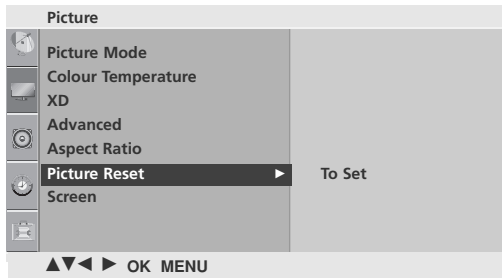 Picture
Picture Mode
Colour Temperature
XD
Advanced
Aspect Ratio
Picture Reset ► To Set
Screen
▲▼◄ ► OK MENU